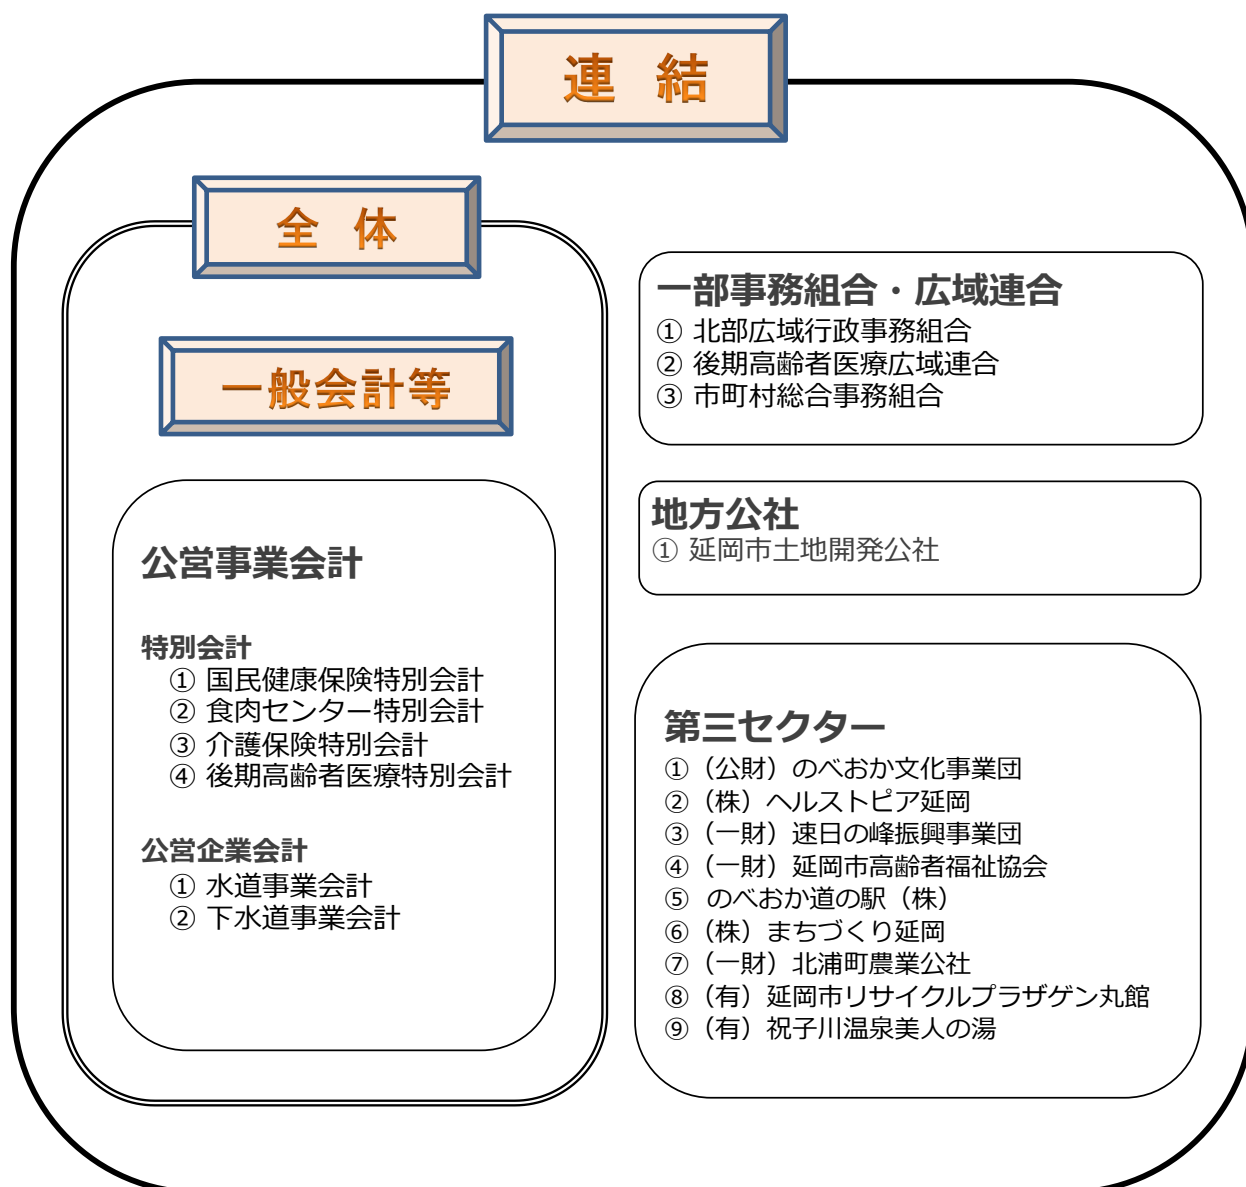 連 結
全 体
一般会計等
公営事業会計
特別会計
① 国民健康保険特別会計
② 食肉センター特別会計
③ 介護保険特別会計
④ 後期高齢者医療特別会計
公営企業会計
① 水道事業会計
② 下水道事業会計
一部事務組合・広域連合
① 北部広域行政事務組合
② 後期高齢者医療広域連合
③ 市町村総合事務組合
地方公社
① 延岡市土地開発公社
第三セクター
①（公財）のべおか文化事業団
②（株）ヘルストピア延岡
③（一財）速日の峰振興事業団
④（一財）延岡市高齢者福祉協会
⑤ のべおか道の駅（株）
⑥（株）まちづくり延岡
⑦（一財）北浦町農業公社
⑧（有）延岡市リサイクルプラザゲン丸館
⑨（有）祝子川温泉美人の湯